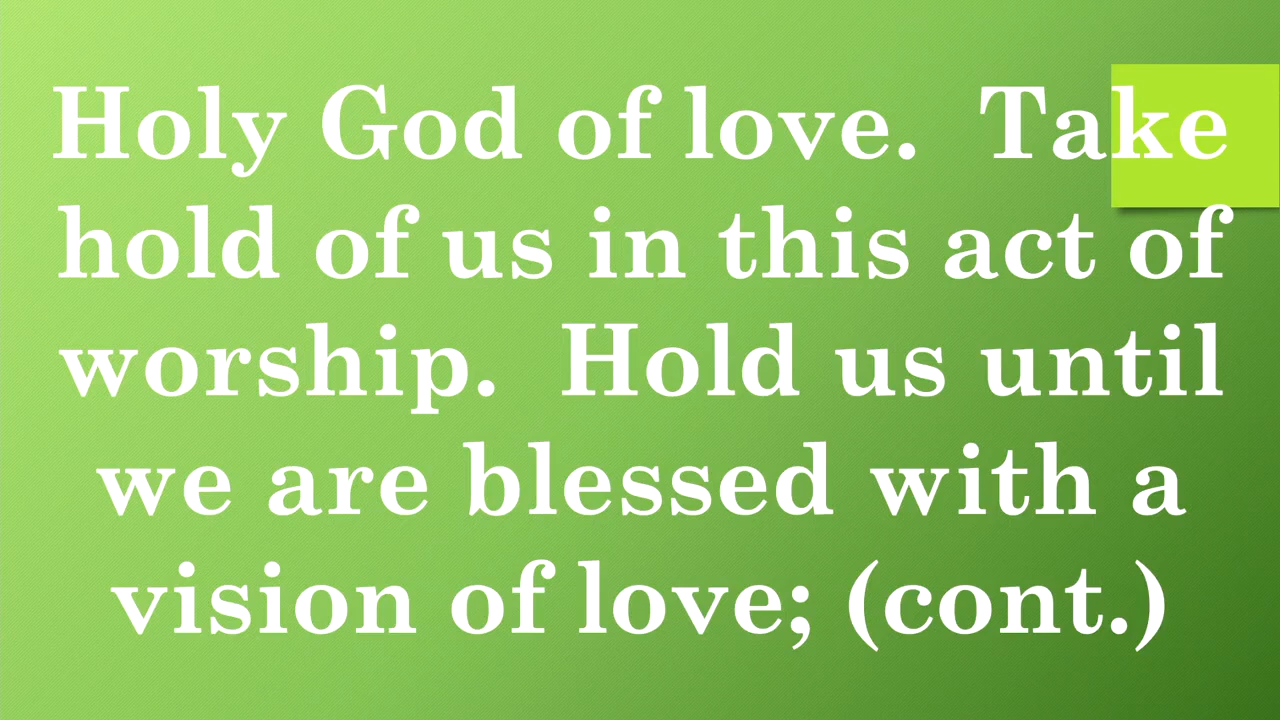 Holy God of love.  Take
hold of us in this act of
worship.  Hold us until
we are blessed with a
vision of love; (cont.)